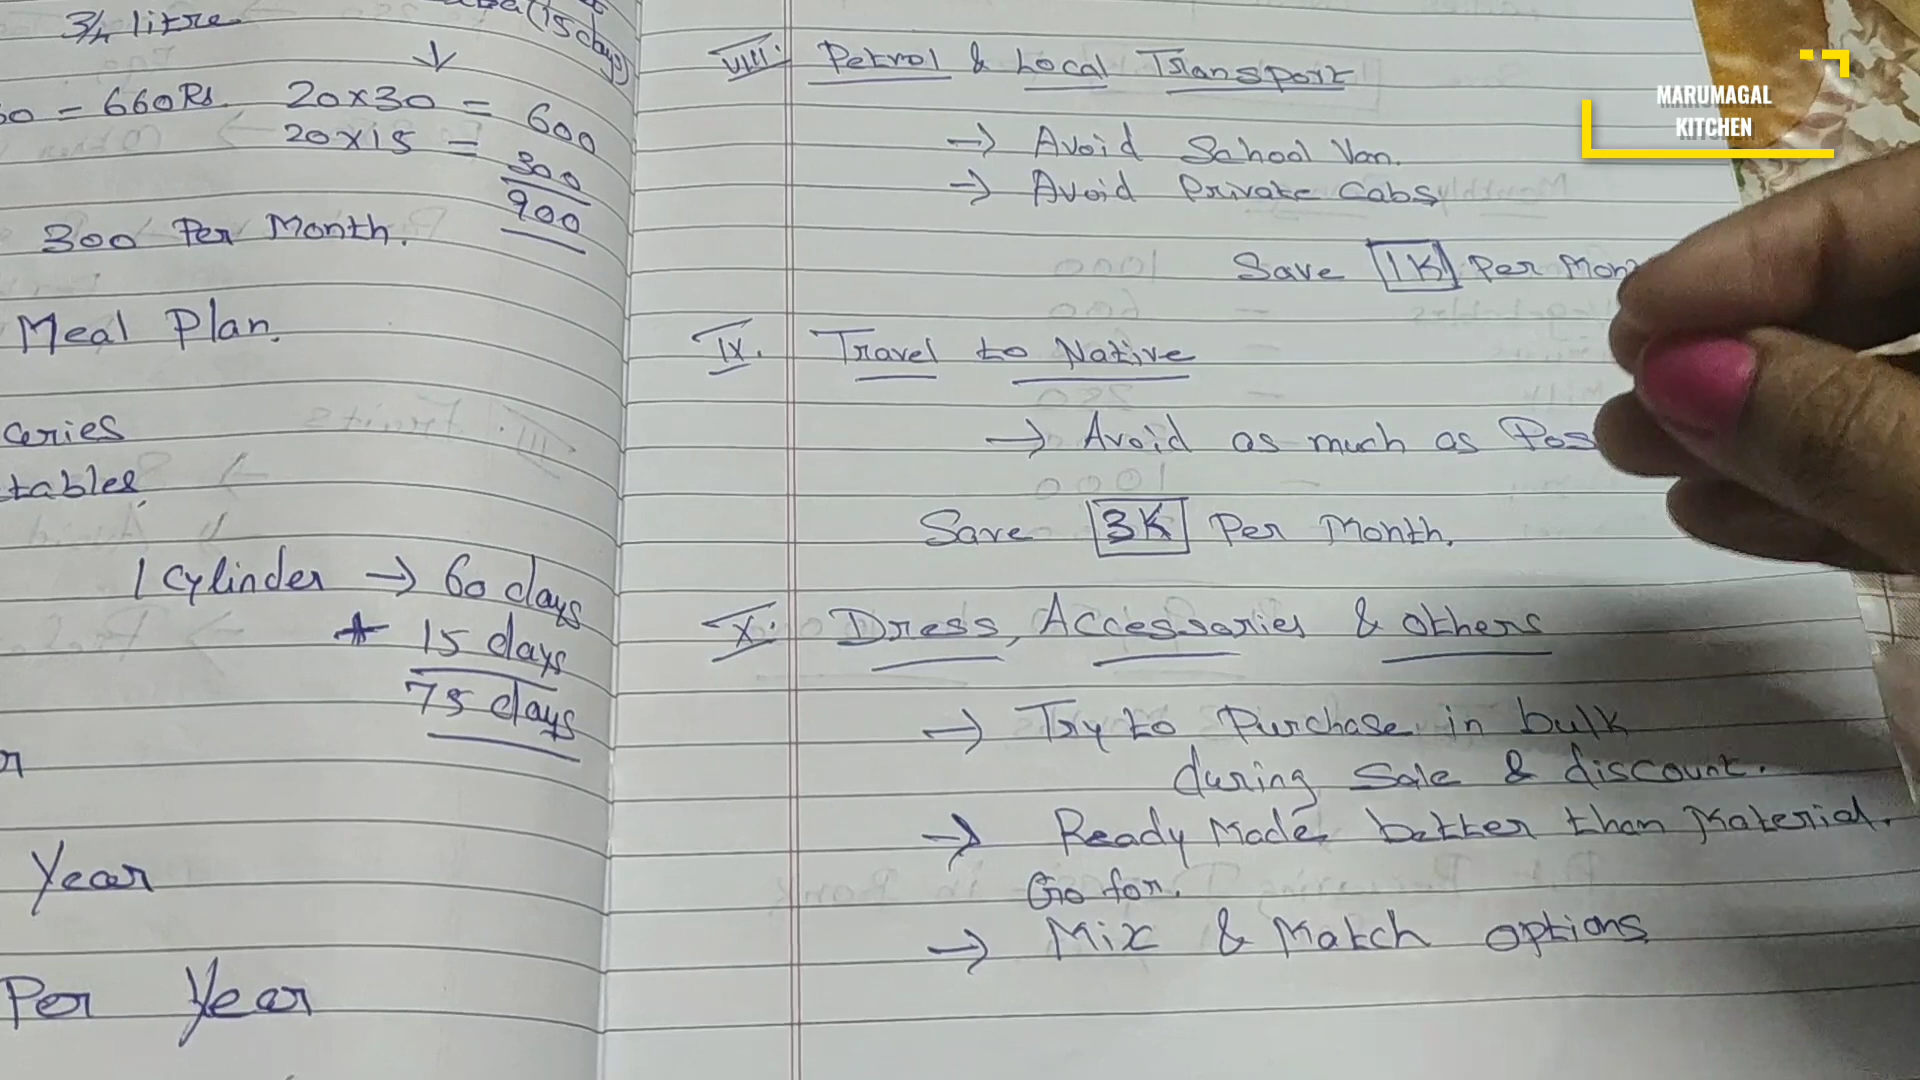 3/4 litre
(15 days)
= 660 Rs.
20x30 = 600
20x15 = 300
900
300 Per Month.
Meal Plan.
ceries
tables
1 Cylinder → 60 days
+ 15 days
75 days
Year
Per Year
VIII. Petrol & Local Transport
→ Avoid School Van.
→ Avoid Private Cabs
Save 1K Per Mon
IX. Travel to Native
→ Avoid as much as Pos
Save 3K Per Month.
X. Dress, Accessories & Others
→ Try to Purchase in bulk
during Sale & discount.
→ Ready Made better than Material.
Go for.
→ Mix & Match options
MARUMAGAL
KITCHEN